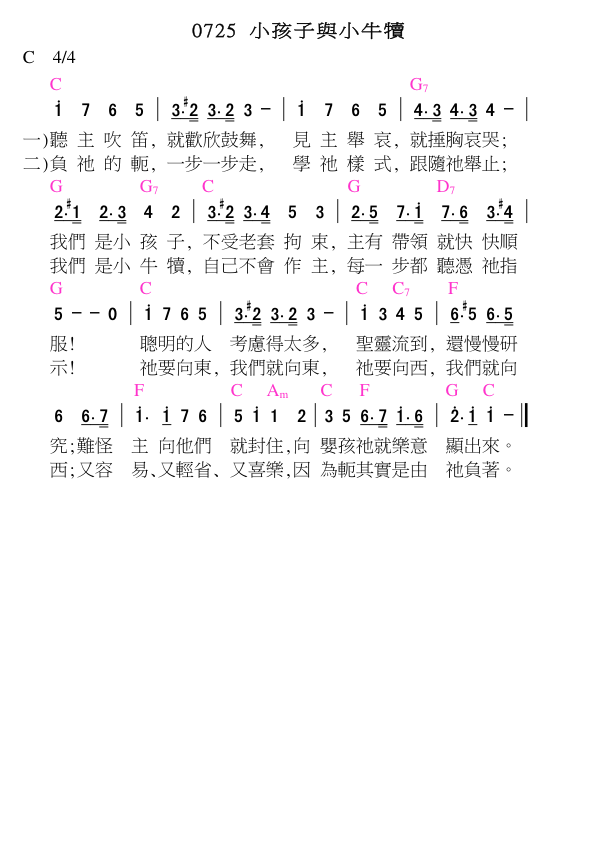 0725 小孩子與小牛犢
C 4/4
C G7
i 7 6 5 | 3. #2 3. 2 3 － | i 7 6 5 | 4. 3 4. 3 4 － |
一)聽 主 吹 笛, 就歡欣鼓舞, 見 主 舉 哀, 就捶胸哀哭;
二)負 祂 的 軛, 一步一步走, 學 祂 樣 式, 跟隨祂舉止;
G G7 C G D7
2. #1 2. 3 4 2 | 3. #2 3. 4 5 3 | 2. 5 7. i 7. 6 3. #4 |
我們 是小 孩 子, 不受老套 拘 束, 主有 帶領 就快 快順
我們 是小 牛 犢, 自己不會 作 主, 每一 步都 聽憑 祂指
G C C C7 F
5 － － 0 | i 7 6 5 | 3. #2 3. 2 3 － | i 3 4 5 | 6. #5 6. 5
服! 聰明的人 考慮得太多, 聖靈流到, 還慢慢研
示! 祂要向東, 我們就向東, 祂要向西, 我們就向
F C Am C F G C
6 6. 7 | i. i 7 6 | 5 i 1 2 | 3 5 6. 7 i. 6 | 2. i i － ‖
究;難怪 主 向他們 就封住,向 嬰孩祂就樂意 顯出來。
西;又容 易、又輕省、又喜樂,因 為軛其實是由 祂負著。